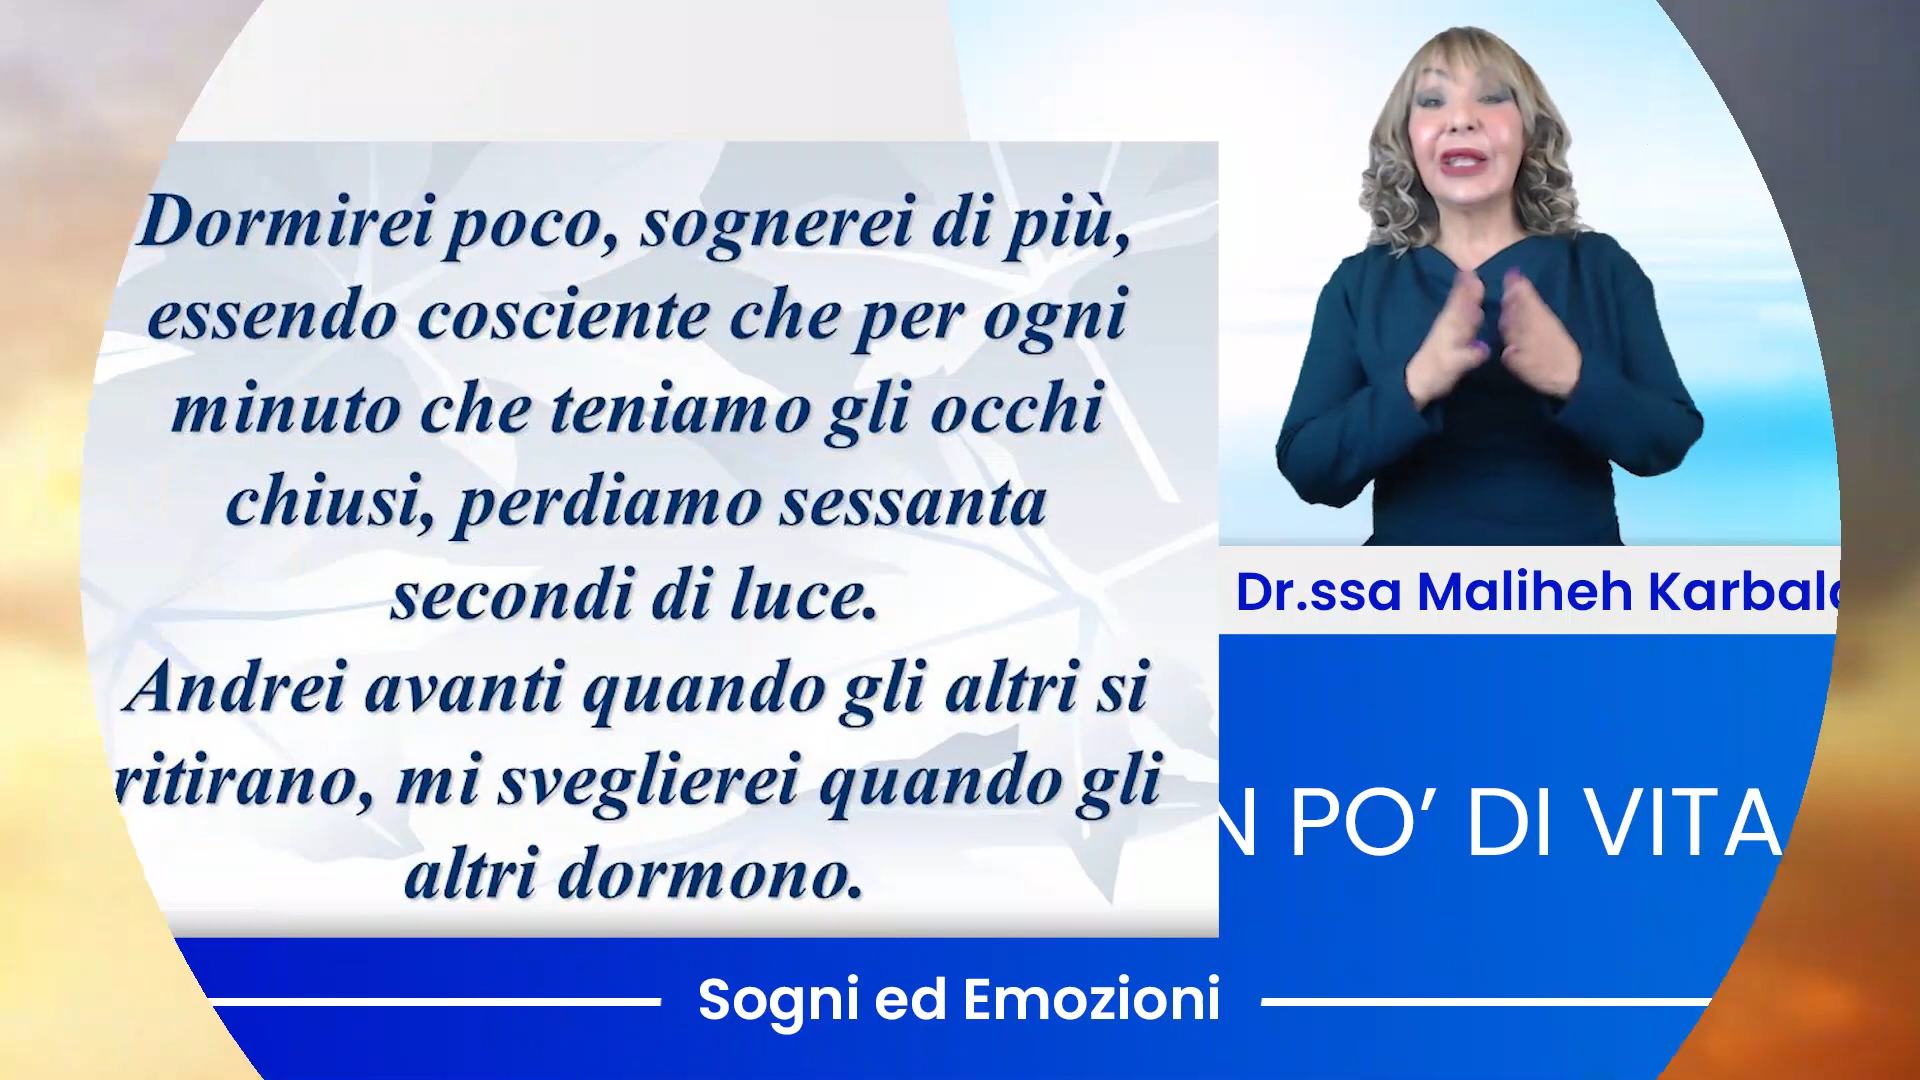 Dormirei poco, sognerei di più,
essendo cosciente che per ogni
minuto che teniamo gli occhi
chiusi, perdiamo sessanta
secondi di luce.
Andrei avanti quando gli altri si
ritirano, mi sveglierei quando gli
altri dormono.
Dr.ssa Maliheh
PO’ DI VITA
Sogni ed Emozioni